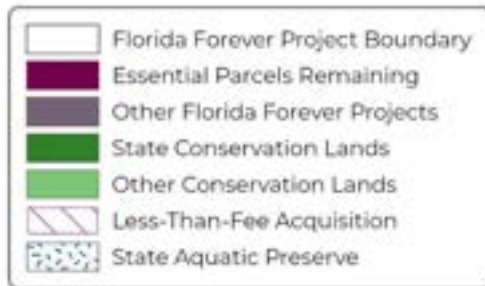 Florida Forever Project Boundary
Essential Parcels Remaining
Other Florida Forever Projects
State Conservation Lands
Other Conservation Lands
Less-Than-Fee Acquisition
State Aquatic Preserve